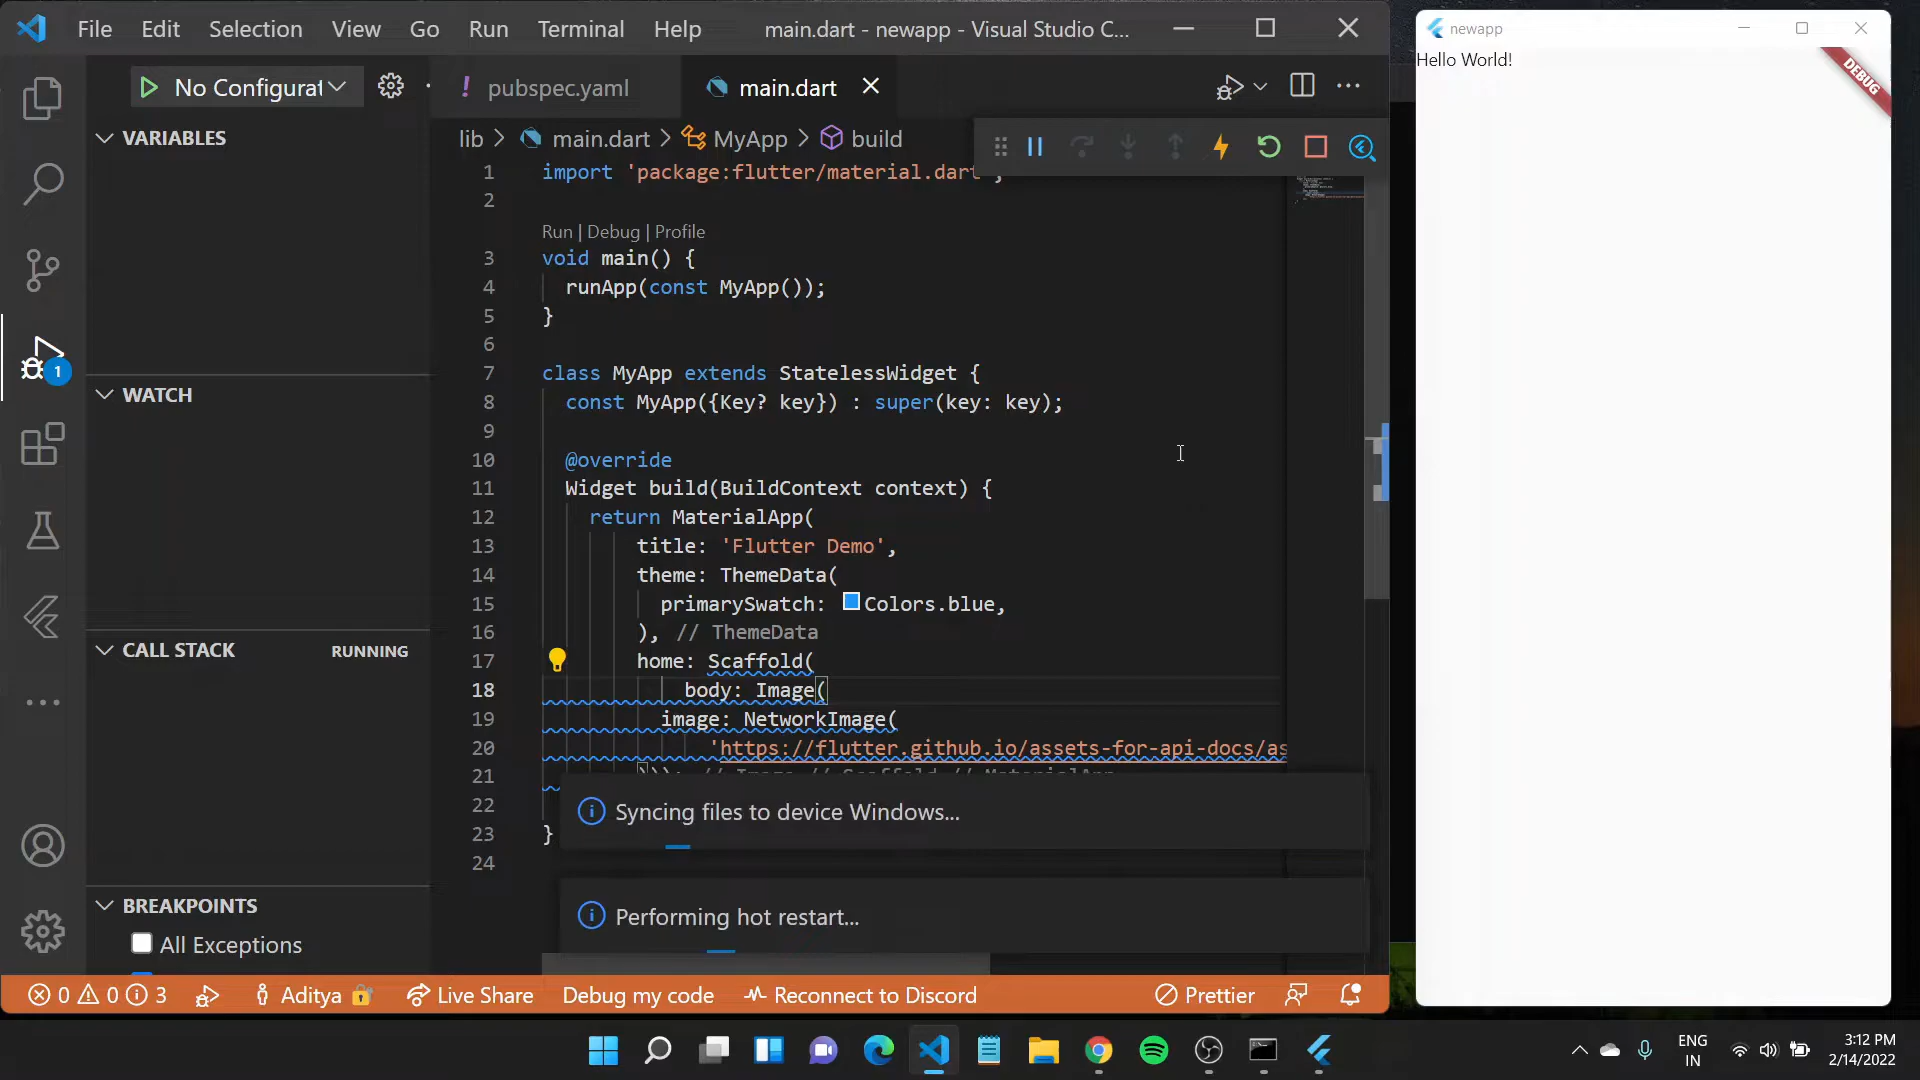 File Edit Selection View Go Run Terminal Help main.dart - newapp - Visual Studio C...
No Configurat
pubspec.yaml
main.dart
VARIABLES
WATCH
CALL STACK RUNNING
BREAKPOINTS
All Exceptions
lib > main.dart > MyApp > build
1 import 'package:flutter/material.dart';
2
Run | Debug | Profile
3 void main() {
4 runApp(const MyApp());
5 }
6
7 class MyApp extends StatelessWidget {
8 const MyApp({Key? key}) : super(key: key);
9
10 @override
11 Widget build(BuildContext context) {
12 return MaterialApp(
13 title: 'Flutter Demo',
14 theme: ThemeData(
15 primarySwatch: Colors.blue,
16 ), // ThemeData
17 home: Scaffold(
18 body: Image(
19 image: NetworkImage(
20 'https://flutter.github.io/assets-for-api-docs/as
21 ))); // Image // Scaffold // MaterialApp
22
23 }
24
Syncing files to device Windows...
Performing hot restart...
0 0 3 Aditya Live Share Debug my code Reconnect to Discord Prettier
1
newapp
Hello World!
DEBUG
ENG
IN
3:12 PM
2/14/2022